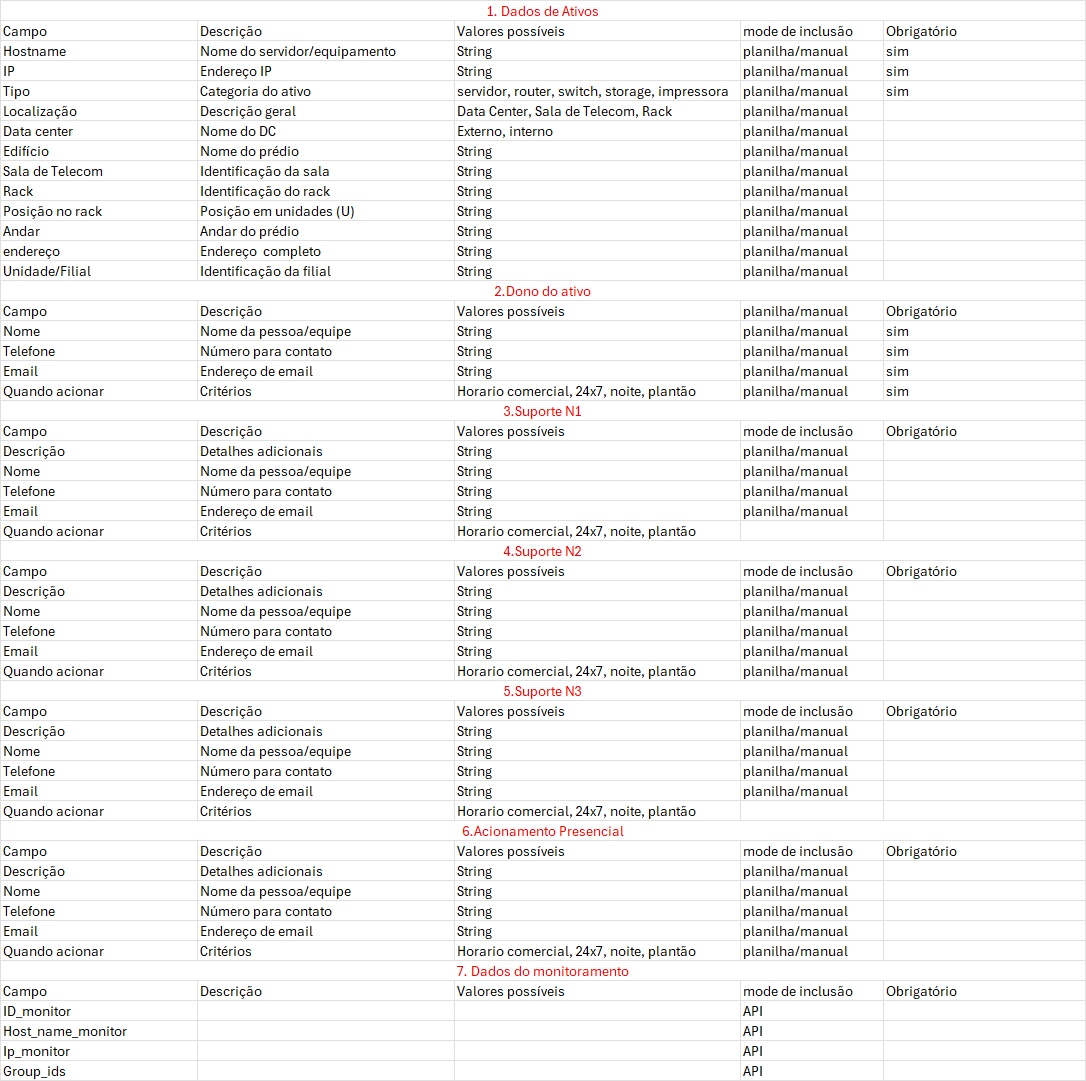 1. Dados de Ativos
Campo Descrição Valores possíveis mode de inclusão Obrigatório
Hostname Nome do servidor/equipamento String planilha/manual sim
IP Endereço IP String planilha/manual sim
Tipo Categoria do ativo servidor, router, switch, storage, impressora planilha/manual sim
Localização Descrição geral Data Center, Sala de Telecom, Rack planilha/manual
Data center Nome do DC Externo, interno planilha/manual
Edifício Nome do prédio String planilha/manual
Sala de Telecom Identificação da sala String planilha/manual
Rack Identificação do rack String planilha/manual
Posição no rack Posição em unidades (U) String planilha/manual
Andar Andar do prédio String planilha/manual
endereço Endereço completo String planilha/manual
Unidade/Filial Identificação da filial String planilha/manual
2.Dono do ativo
Campo Descrição Valores possíveis planilha/manual Obrigatório
Nome Nome da pessoa/equipe String planilha/manual sim
Telefone Número para contato String planilha/manual sim
Email Endereço de email String planilha/manual sim
Quando acionar Critérios Horario comercial, 24x7, noite, plantão planilha/manual sim
3.Suporte N1
Campo Descrição Valores possíveis mode de inclusão Obrigatório
Descrição Detalhes adicionais String planilha/manual
Nome Nome da pessoa/equipe String planilha/manual
Telefone Número para contato String planilha/manual
Email Endereço de email String planilha/manual
Quando acionar Critérios Horario comercial, 24x7, noite, plantão
4.Suporte N2
Campo Descrição Valores possíveis mode de inclusão Obrigatório
Descrição Detalhes adicionais String planilha/manual
Nome Nome da pessoa/equipe String planilha/manual
Telefone Número para contato String planilha/manual
Email Endereço de email String planilha/manual
Quando acionar Critérios Horario comercial, 24x7, noite, plantão planilha/manual
5.Suporte N3
Campo Descrição Valores possíveis mode de inclusão Obrigatório
Descrição Detalhes adicionais String planilha/manual
Nome Nome da pessoa/equipe String planilha/manual
Telefone Número para contato String planilha/manual
Email Endereço de email String planilha/manual
Quando acionar Critérios Horario comercial, 24x7, noite, plantão
6.Acionamento Presencial
Campo Descrição Valores possíveis mode de inclusão Obrigatório
Descrição Detalhes adicionais String planilha/manual
Nome Nome da pessoa/equipe String planilha/manual
Telefone Número para contato String planilha/manual
Email Endereço de email String planilha/manual
Quando acionar Critérios Horario comercial, 24x7, noite, plantão planilha/manual
7. Dados do monitoramento
Campo Descrição Valores possíveis mode de inclusão Obrigatório
ID_monitor API
Host_name_monitor API
Ip_monitor API
Group_ids API